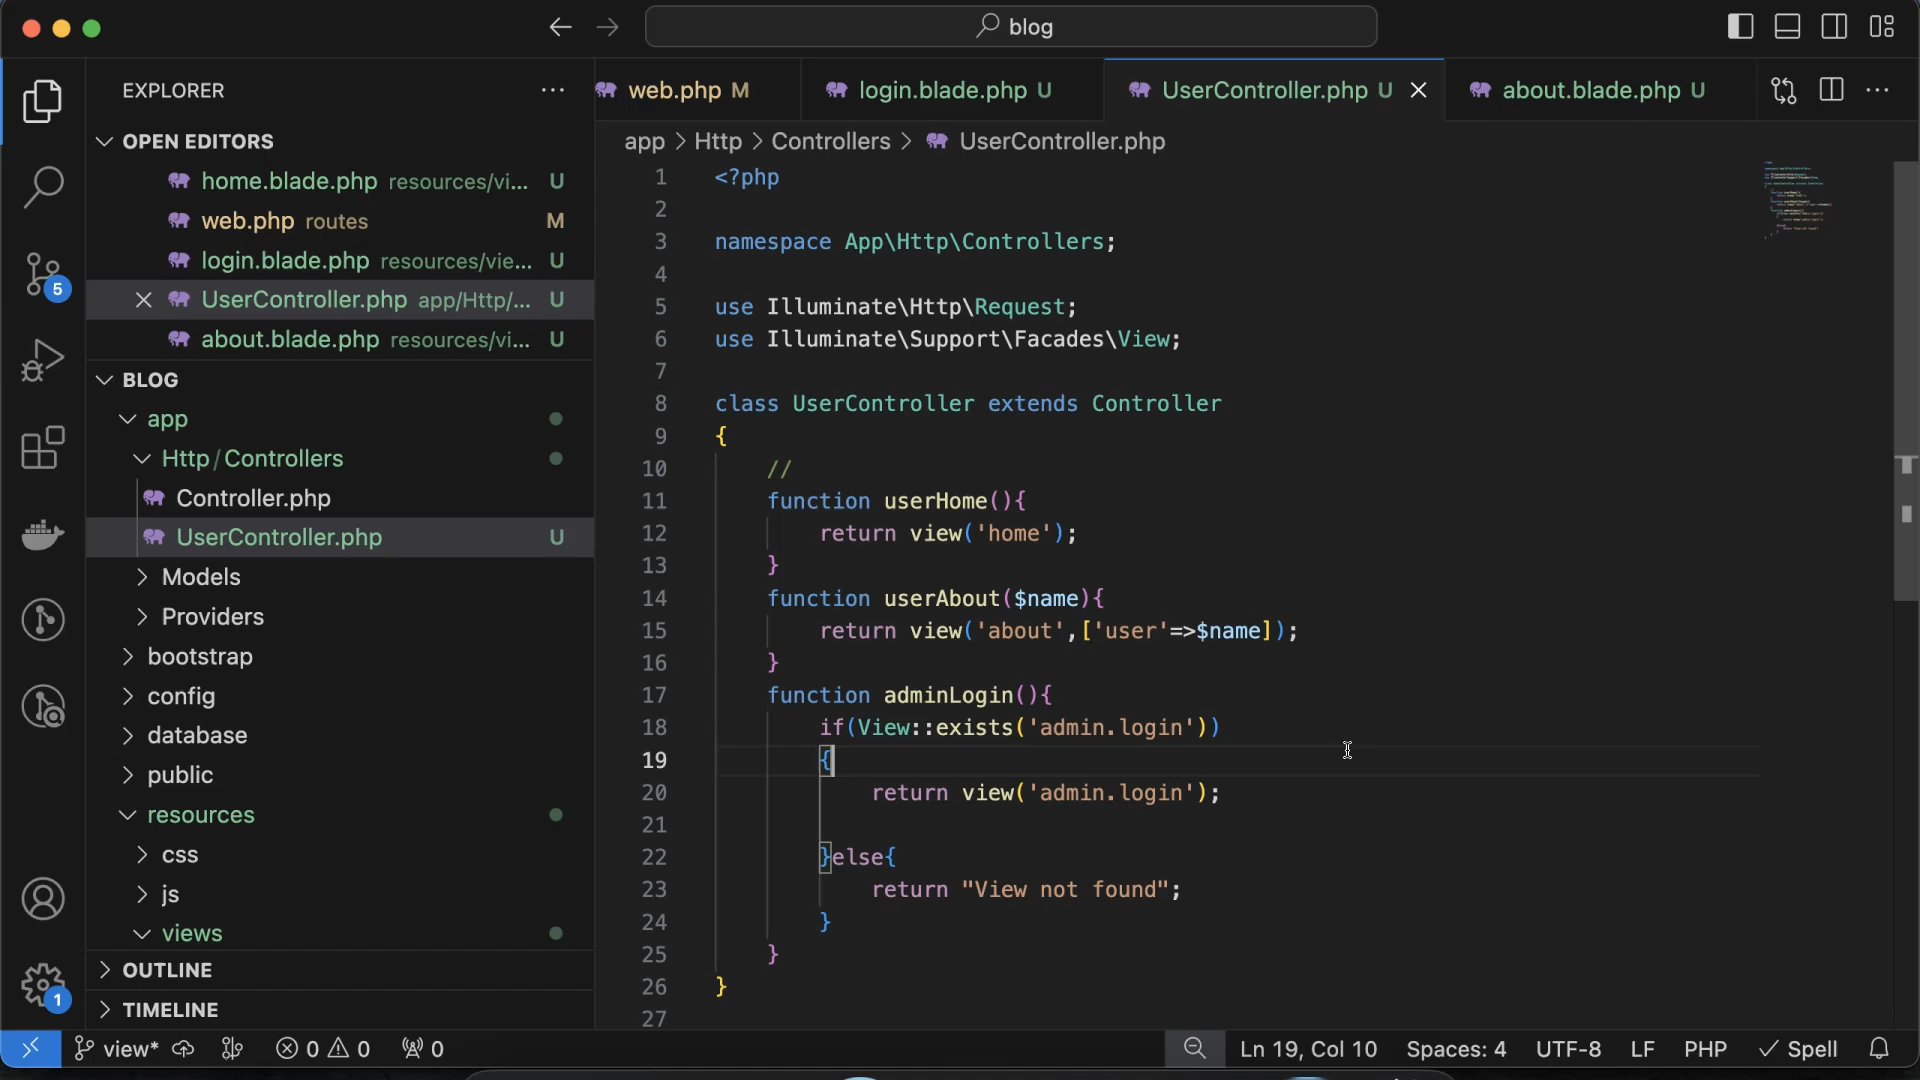 blog
EXPLORER
OPEN EDITORS
home.blade.php resources/vi... U
web.php routes M
login.blade.php resources/vie... U
UserController.php app/Http/... U
about.blade.php resources/vi... U
BLOG
app
Http/Controllers
Controller.php
UserController.php U
Models
Providers
bootstrap
config
database
public
resources
css
js
views
OUTLINE
TIMELINE
5
1
web.php M login.blade.php U UserController.php U about.blade.php U
app > Http > Controllers > UserController.php
1 <?php
2
3 namespace App\Http\Controllers;
4
5 use Illuminate\Http\Request;
6 use Illuminate\Support\Facades\View;
7
8 class UserController extends Controller
9 {
10     //
11     function userHome(){
12         return view('home');
13     }
14     function userAbout($name){
15         return view('about',['user'=>$name]);
16     }
17     function adminLogin(){
18         if(View::exists('admin.login'))
19         {
20             return view('admin.login');
21
22         }else{
23             return "View not found";
24         }
25     }
26 }
27
view* 0 0 0 Ln 19, Col 10 Spaces: 4 UTF-8 LF PHP Spell